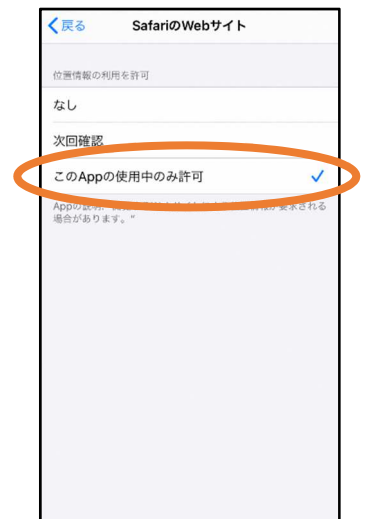 戻る SafariのWebサイト
位置情報の利用を許可
なし
次回確認
このAppの使用中のみ許可
Appの説明: 要求される
場合があります。"